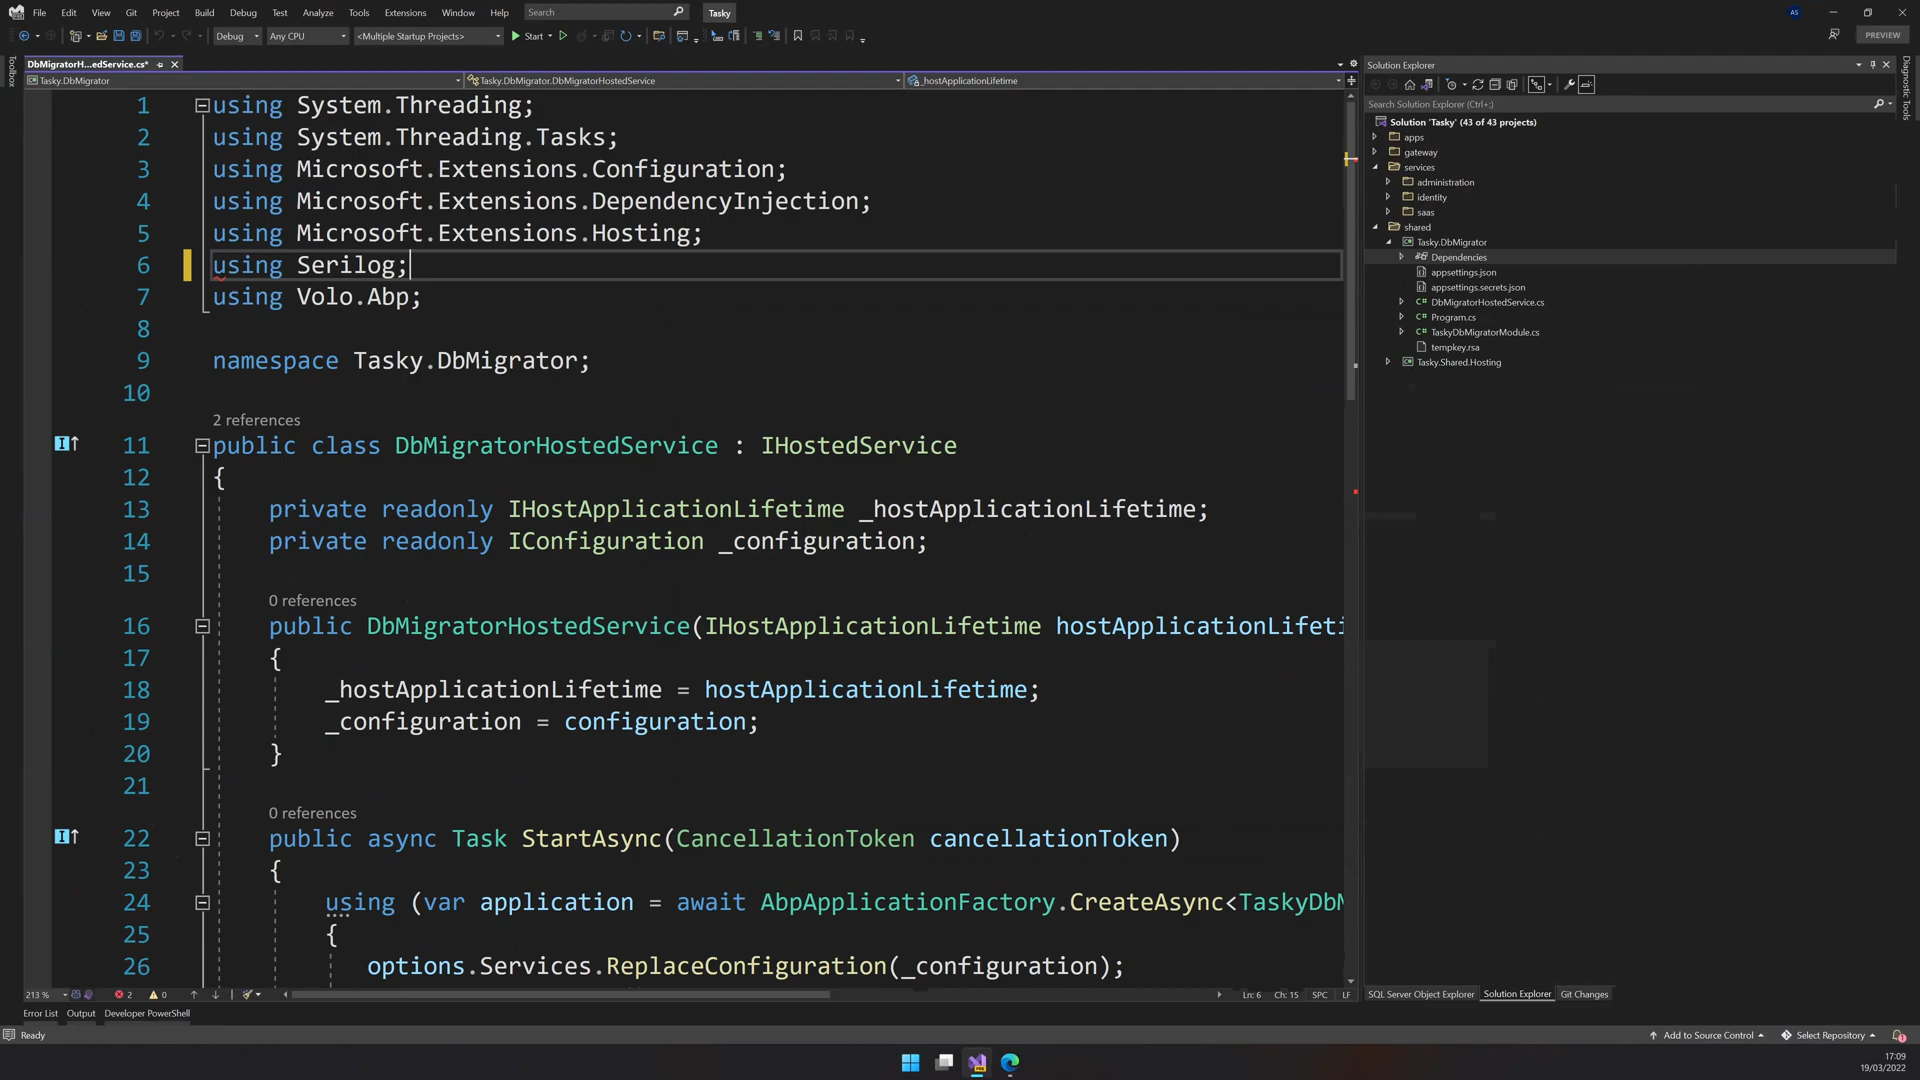 File Edit View Git Project Build Debug Test Analyze Tools Extensions Window Help Search Tasky AS
Debug Any CPU <Multiple Startup Projects> Start PREVIEW
Toolbox
DbMigratorH...edService.cs*
Tasky.DbMigrator Tasky.DbMigrator.DbMigratorHostedService _hostApplicationLifetime
1 using System.Threading;
2 using System.Threading.Tasks;
3 using Microsoft.Extensions.Configuration;
4 using Microsoft.Extensions.DependencyInjection;
5 using Microsoft.Extensions.Hosting;
6 using Serilog;
7 using Volo.Abp;
8
9 namespace Tasky.DbMigrator;
10
2 references
11 public class DbMigratorHostedService : IHostedService
12 {
13 private readonly IHostApplicationLifetime _hostApplicationLifetime;
14 private readonly IConfiguration _configuration;
15
0 references
16 public DbMigratorHostedService(IHostApplicationLifetime hostApplicationLifeti
17 {
18 _hostApplicationLifetime = hostApplicationLifetime;
19 _configuration = configuration;
20 }
21
0 references
22 public async Task StartAsync(CancellationToken cancellationToken)
23 {
24 using (var application = await AbpApplicationFactory.CreateAsync<TaskyDbM
25 {
26 options.Services.ReplaceConfiguration(_configuration);
213 % 2 0 Ln: 6 Ch: 15 SPC LF
Solution Explorer
Search Solution Explorer (Ctrl+;)
Solution 'Tasky' (43 of 43 projects)
apps
gateway
services
administration
identity
saas
shared
Tasky.DbMigrator
Dependencies
appsettings.json
appsettings.secrets.json
C# DbMigratorHostedService.cs
C# Program.cs
C# TaskyDbMigratorModule.cs
tempkey.rsa
Tasky.Shared.Hosting
Diagnostic Tools
SQL Server Object Explorer Solution Explorer Git Changes
Error List Output Developer PowerShell
Ready Add to Source Control Select Repository 1
17:09
19/03/2022